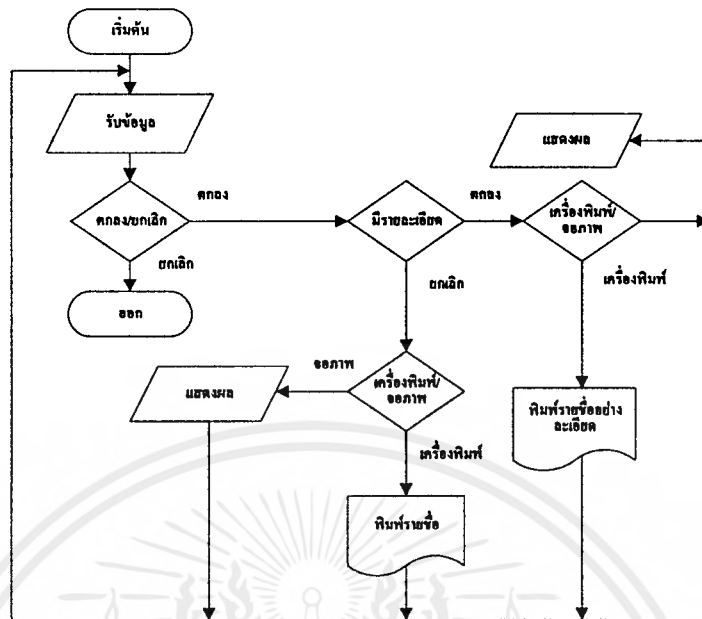 เริ่มต้น
รับข้อมูล
แสดงผล
ตกลง/ยกเลิก
ตกลง
มีรายละเอียด
ตกลง
เครื่องพิมพ์/
จอภาพ
ยกเลิก
ยกเลิก
เครื่องพิมพ์
ออก
แสดงผล
จอภาพ
เครื่องพิมพ์/
จอภาพ
พิมพ์รายชื่ออย่าง
ละเอียด
เครื่องพิมพ์
พิมพ์รายชื่อ